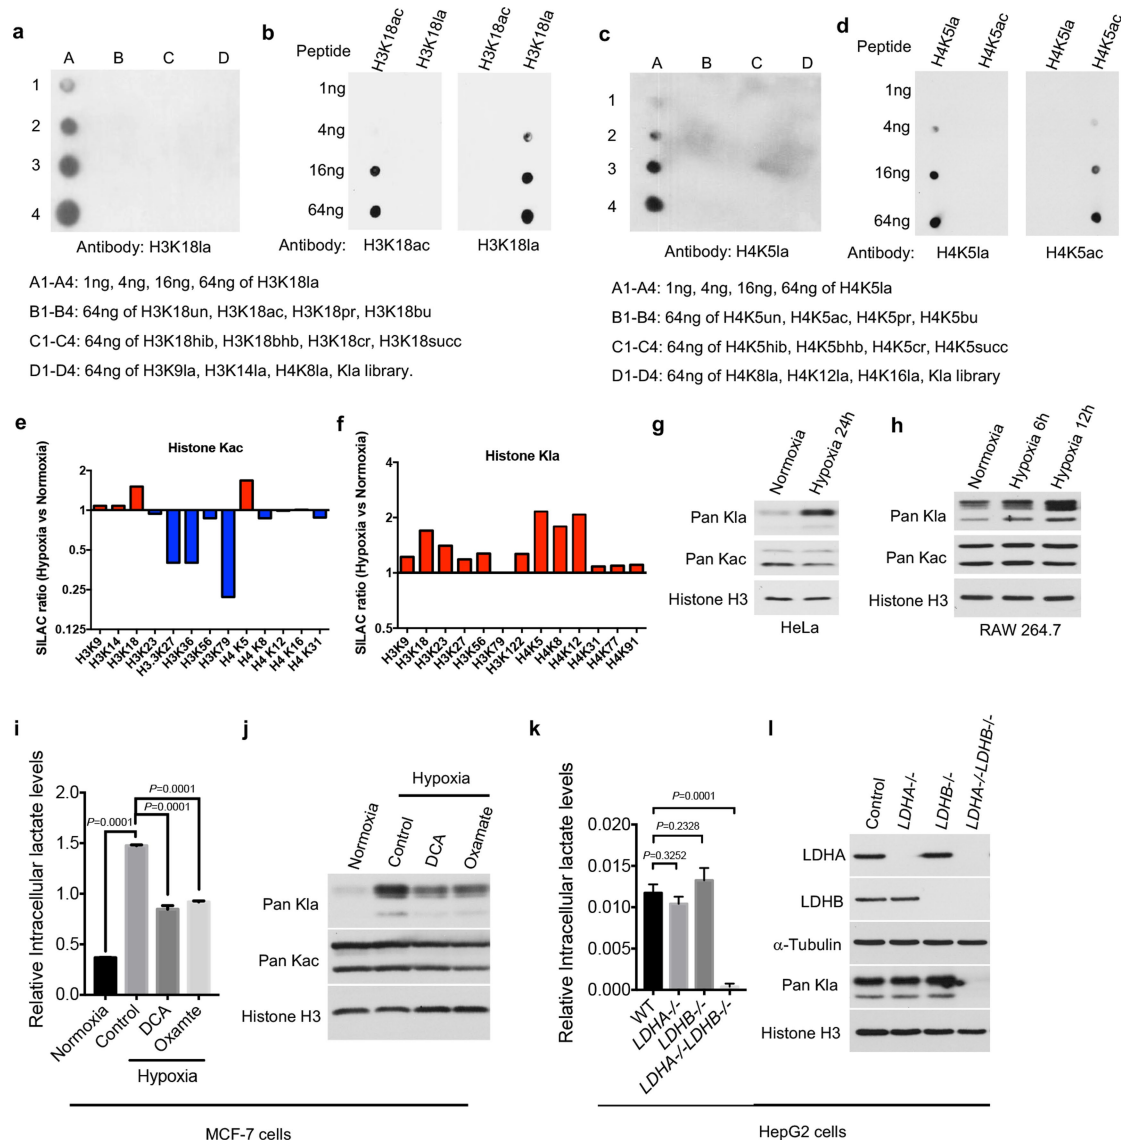 a
A B C D
1
2
3
4
Antibody: H3K18la
A1-A4: 1ng, 4ng, 16ng, 64ng of H3K18la
B1-B4: 64ng of H3K18un, H3K18ac, H3K18pr, H3K18bu
C1-C4: 64ng of H3K18hib, H3K18bhb, H3K18cr, H3K18succ
D1-D4: 64ng of H3K9la, H3K14la, H4K8la, Kla library.
b
Peptide
H3K18ac H3K18la H3K18ac H3K18la
1ng
4ng
16ng
64ng
Antibody: H3K18ac H3K18la
c
A B C D
1
2
3
4
Antibody: H4K5la
A1-A4: 1ng, 4ng, 16ng, 64ng of H4K5la
B1-B4: 64ng of H4K5un, H4K5ac, H4K5pr, H4K5bu
C1-C4: 64ng of H4K5hib, H4K5bhb, H4K5cr, H4K5succ
D1-D4: 64ng of H4K8la, H4K12la, H4K16la, Kla library
d
Peptide
H4K5la H4K5ac H4K5la H4K5ac
1ng
4ng
16ng
64ng
Antibody: H4K5la H4K5ac
e
Histone Kac
SILAC ratio (Hypoxia vs Normoxia)
2
1
0.5
0.25
0.125
H3K9 H3K14 H3K18 H3K23 H3.3K27 H3K36 H3K56 H3K79 H4 K5 H4 K8 H4 K12 H4 K16 H4 K31
f
Histone Kla
SILAC ratio (Hypoxia vs Normoxia)
4
2
1
0.5
H3K9 H3K18 H3K23 H3K27 H3K56 H3K79 H3K122 H4K5 H4K8 H4K12 H4K31 H4K77 H4K91
g
Normoxia Hypoxia 24h
Pan Kla
Pan Kac
Histone H3
HeLa
h
Normoxia Hypoxia 6h Hypoxia 12h
Pan Kla
Pan Kac
Histone H3
RAW 264.7
i
Relative Intracellular lactate levels
2.0
1.5
1.0
0.5
0.0
P=0.0001
P=0.0001
P=0.0001
Normoxia Control DCA Oxamte
Hypoxia
j
Hypoxia
Normoxia Control DCA Oxamate
Pan Kla
Pan Kac
Histone H3
MCF-7 cells
k
Relative Intracellular lactate levels
0.020
0.015
0.010
0.005
0.000
P=0.0001
P=0.2328
P=0.3252
WT LDHA-/- LDHB-/- LDHA-/-LDHB-/-
l
Control LDHA-/- LDHB-/- LDHA-/-LDHB-/-
LDHA
LDHB
α-Tubulin
Pan Kla
Histone H3
HepG2 cells